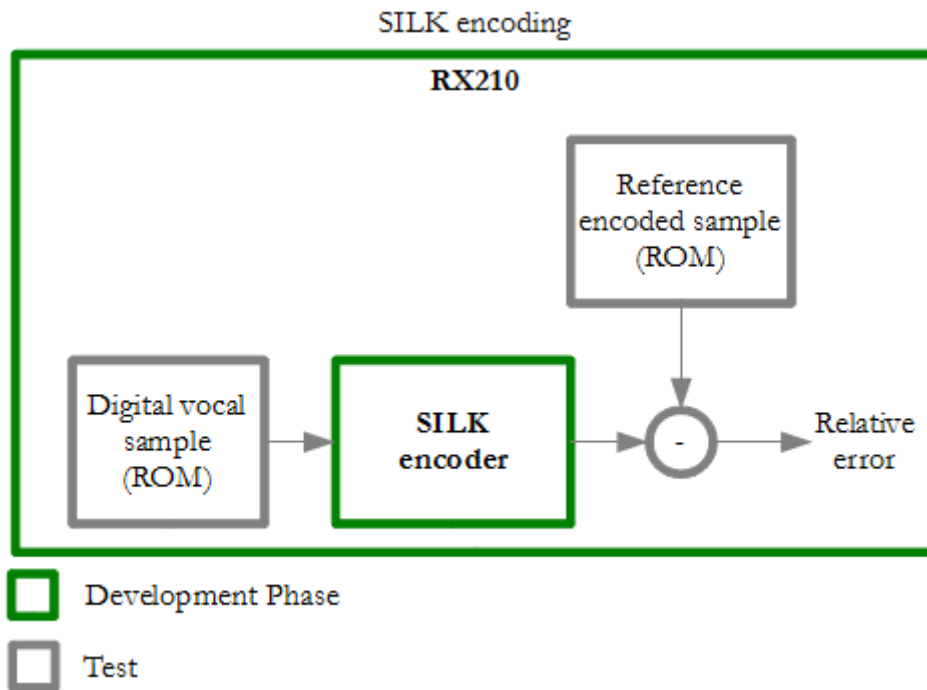 SILK encoding
RX210
Reference
encoded sample
(ROM)
Digital vocal
sample
(ROM)
SILK
encoder
-
Relative
error
Development Phase
Test